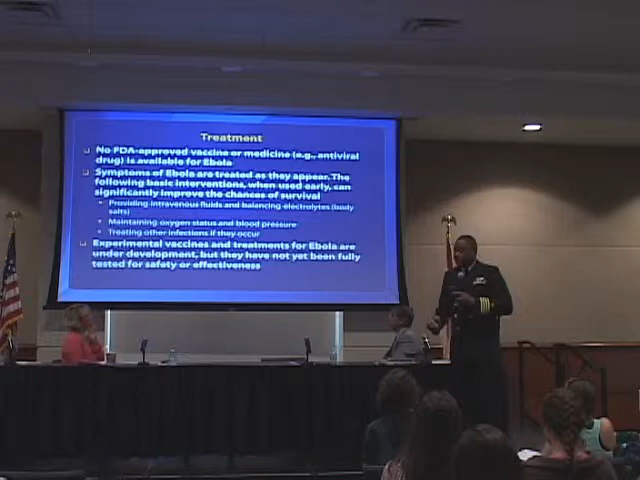 Treatment
No FDA-approved vaccine or medicine (e.g., antiviral
drug) is available for Ebola
Symptoms of Ebola are treated as they appear. The
following basic interventions, when used early, can
significantly improve the chances of survival
Providing intravenous fluids and balancing electrolytes (body
salts)
Maintaining oxygen status and blood pressure
Treating other infections if they occur
Experimental vaccines and treatments for Ebola are
under development, but they have not yet been fully
tested for safety or effectiveness